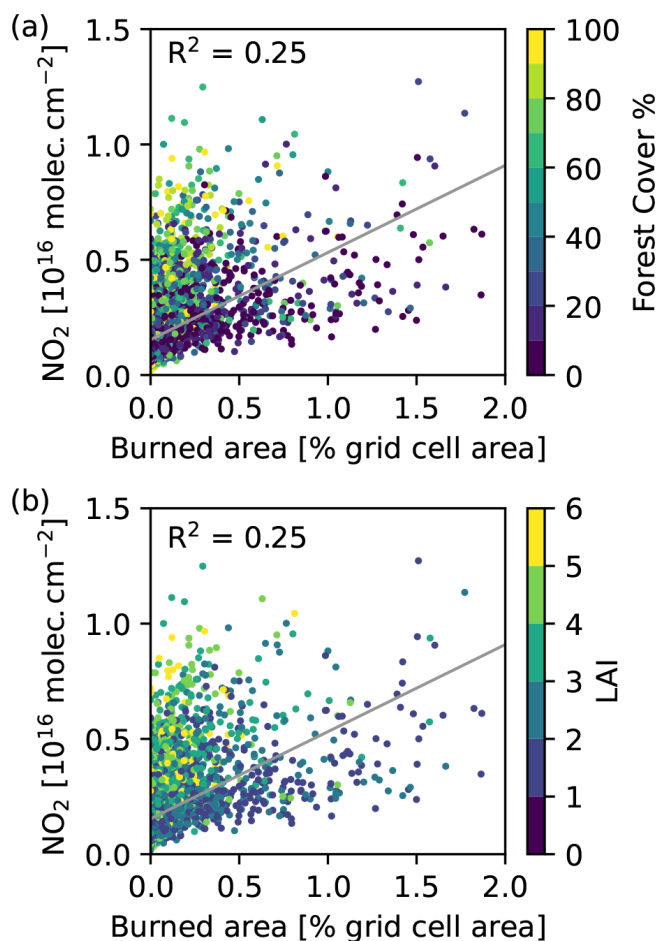 (a)
1.5
1.0
0.5
0.0
NO₂ [10¹⁶ molec. cm⁻²]
R² = 0.25
0.0 0.5 1.0 1.5 2.0
Burned area [% grid cell area]
100
80
60
40
20
0
Forest Cover %
(b)
1.5
1.0
0.5
0.0
NO₂ [10¹⁶ molec. cm⁻²]
R² = 0.25
0.0 0.5 1.0 1.5 2.0
Burned area [% grid cell area]
6
5
4
3
2
1
0
LAI